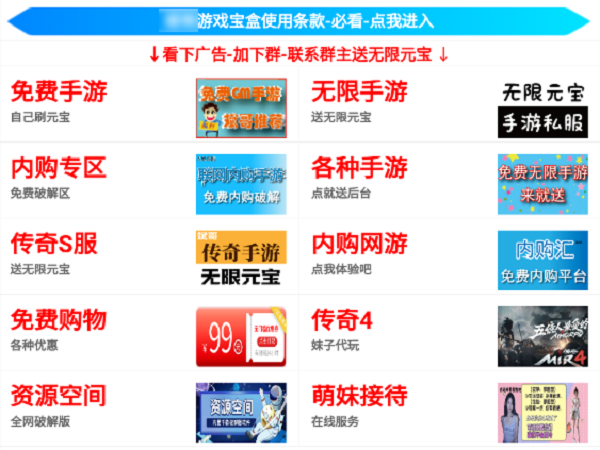 游戏宝盒使用条款-必看-点我进入
↓看下广告-加下群-联系群主送无限元宝 ↓
免费手游
自己刷元宝
免费GM手游
推荐
无限手游
送无限元宝
无限元宝
手游私服
内购专区
免费破解区
免费内购破解
各种手游
点就送后台
免费无限手游
来就送
传奇S服
送无限元宝
传奇手游
无限元宝
内购网游
点我体验吧
内购汇
免费内购平台
免费购物
各种优惠
¥99
传奇4
妹子代玩
MIR4
资源空间
全网破解版
资源空间
萌妹接待
在线服务